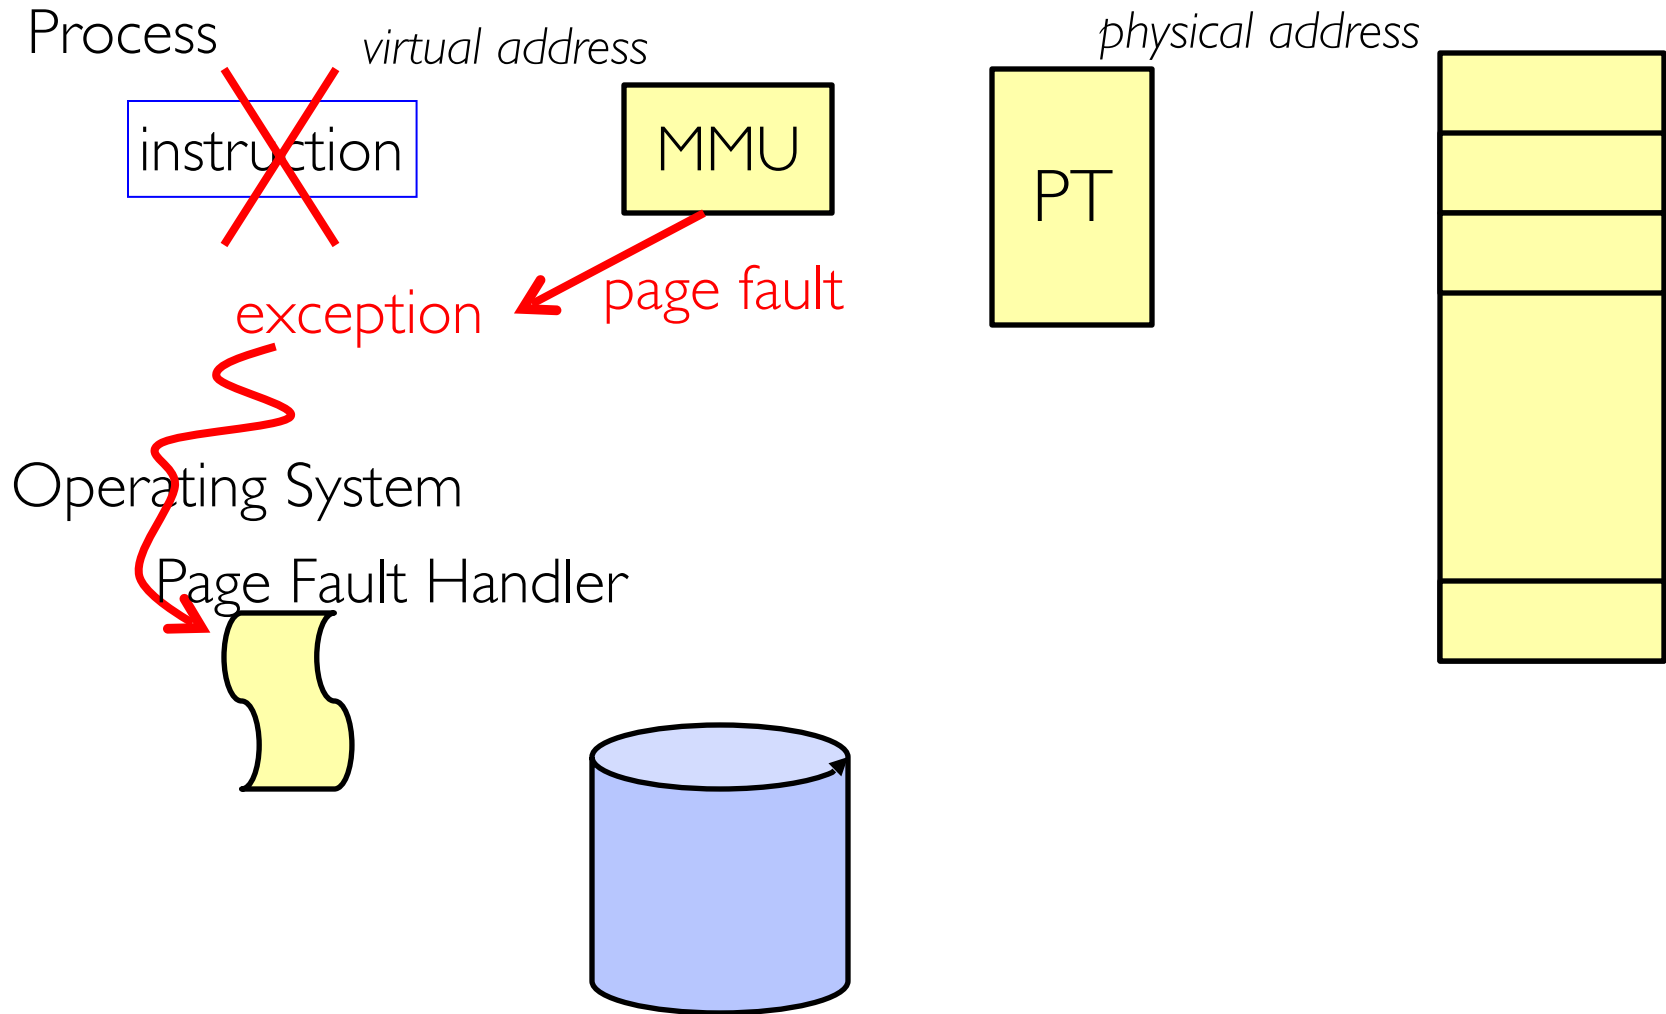 Process
virtual address
physical address
instruction
MMU
PT
page fault
exception
Operating System
Page Fault Handler